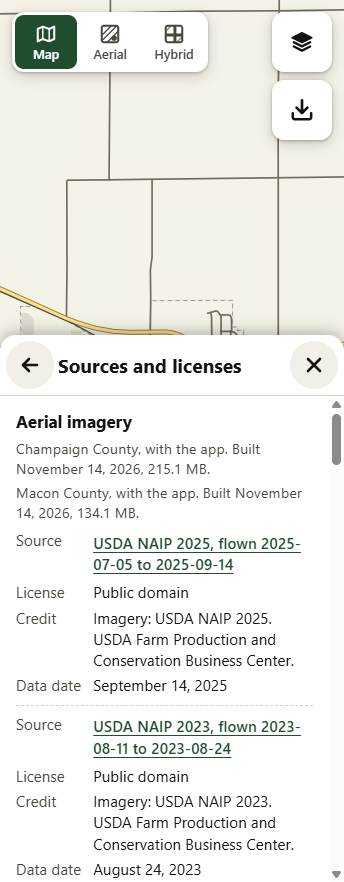 Map
Aerial
Hybrid
Sources and licenses
Aerial imagery
Champaign County, with the app. Built
November 14, 2026, 215.1 MB.
Macon County, with the app. Built November
14, 2026, 134.1 MB.
Source
USDA NAIP 2025, flown 2025-
07-05 to 2025-09-14
License
Public domain
Credit
Imagery: USDA NAIP 2025.
USDA Farm Production and
Conservation Business Center.
Data date
September 14, 2025
Source
USDA NAIP 2023, flown 2023-
08-11 to 2023-08-24
License
Public domain
Credit
Imagery: USDA NAIP 2023.
USDA Farm Production and
Conservation Business Center.
Data date
August 24, 2023